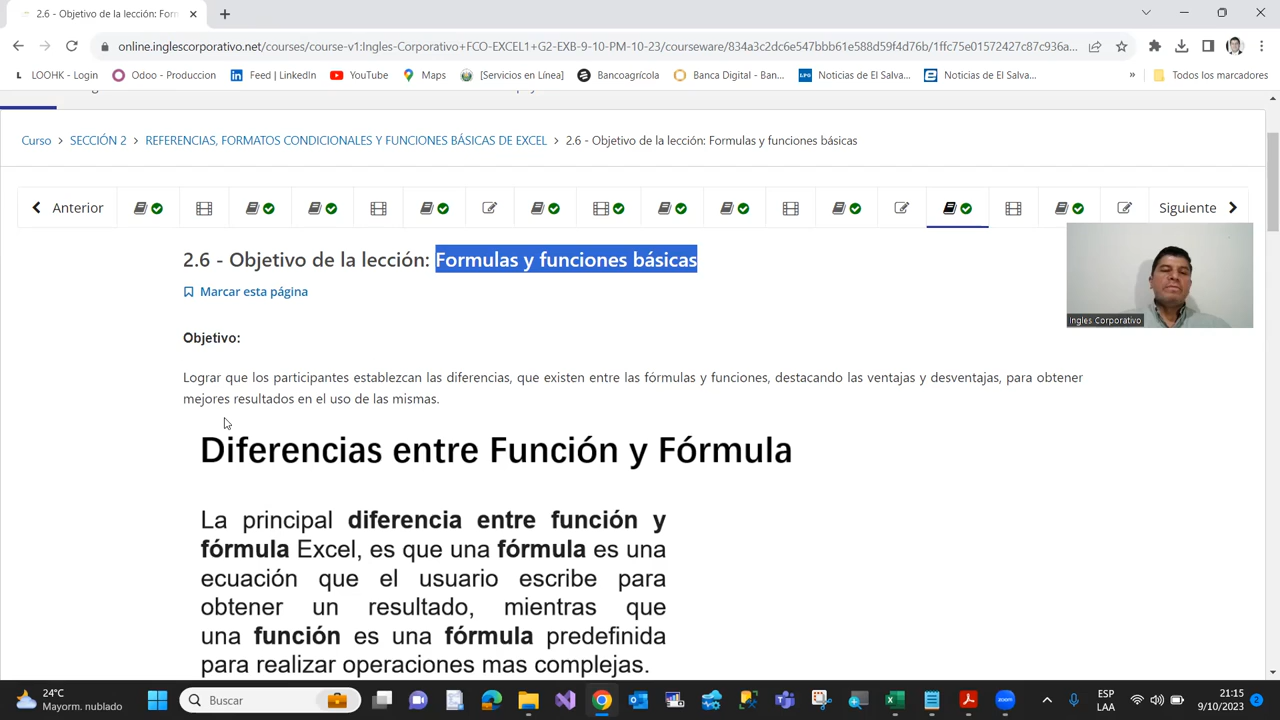 2.6 - Objetivo de la lección: Form
online.inglescorporativo.net/courses/course-v1:Ingles-Corporativo+FCO-EXCEL1+G2-EXB-9-10-PM-10-23/courseware/834a3c2dc6e547bbb61e588d59f4d76b/1ffc75e01572427c87c936a...
LOOHK - Login Odoo - Produccion Feed | LinkedIn YouTube Maps [Servicios en Línea] Bancoagrícola Banca Digital - Ban... Noticias de El Salva... Noticias de El Salva... » Todos los marcadores
Curso > SECCIÓN 2 > REFERENCIAS, FORMATOS CONDICIONALES Y FUNCIONES BÁSICAS DE EXCEL > 2.6 - Objetivo de la lección: Formulas y funciones básicas
Anterior Siguiente
2.6 - Objetivo de la lección: Formulas y funciones básicas
Marcar esta página
Ingles Corporativo
Objetivo:
Lograr que los participantes establezcan las diferencias, que existen entre las fórmulas y funciones, destacando las ventajas y desventajas, para obtener
mejores resultados en el uso de las mismas.
Diferencias entre Función y Fórmula
La principal diferencia entre función y
fórmula Excel, es que una fórmula es una
ecuación que el usuario escribe para
obtener un resultado, mientras que
una función es una fórmula predefinida
para realizar operaciones mas complejas.
24°C
Mayorm. nublado
Buscar
ESP
LAA
21:15
9/10/2023